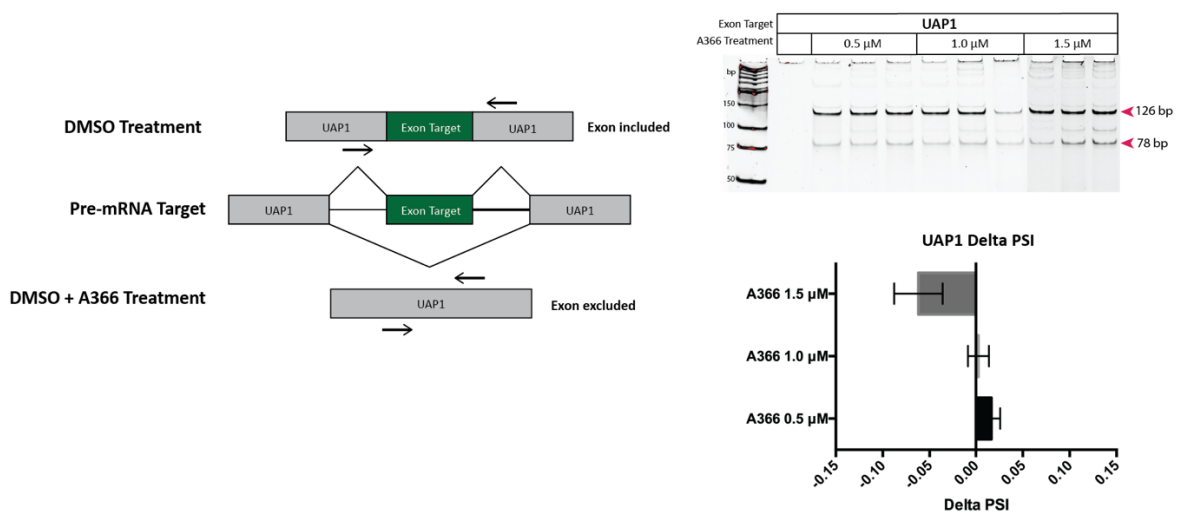 DMSO Treatment
UAP1
Exon Target
UAP1
Exon included
Pre-mRNA Target
UAP1
Exon Target
UAP1
DMSO + A366 Treatment
UAP1
Exon excluded
Exon Target
UAP1
A366 Treatment
0.5 µM
1.0 µM
1.5 µM
bp
150
100
75
50
126 bp
78 bp
UAP1 Delta PSI
A366 1.5 µM
A366 1.0 µM
A366 0.5 µM
-0.15
-0.10
-0.05
0.00
0.05
0.10
0.15
Delta PSI